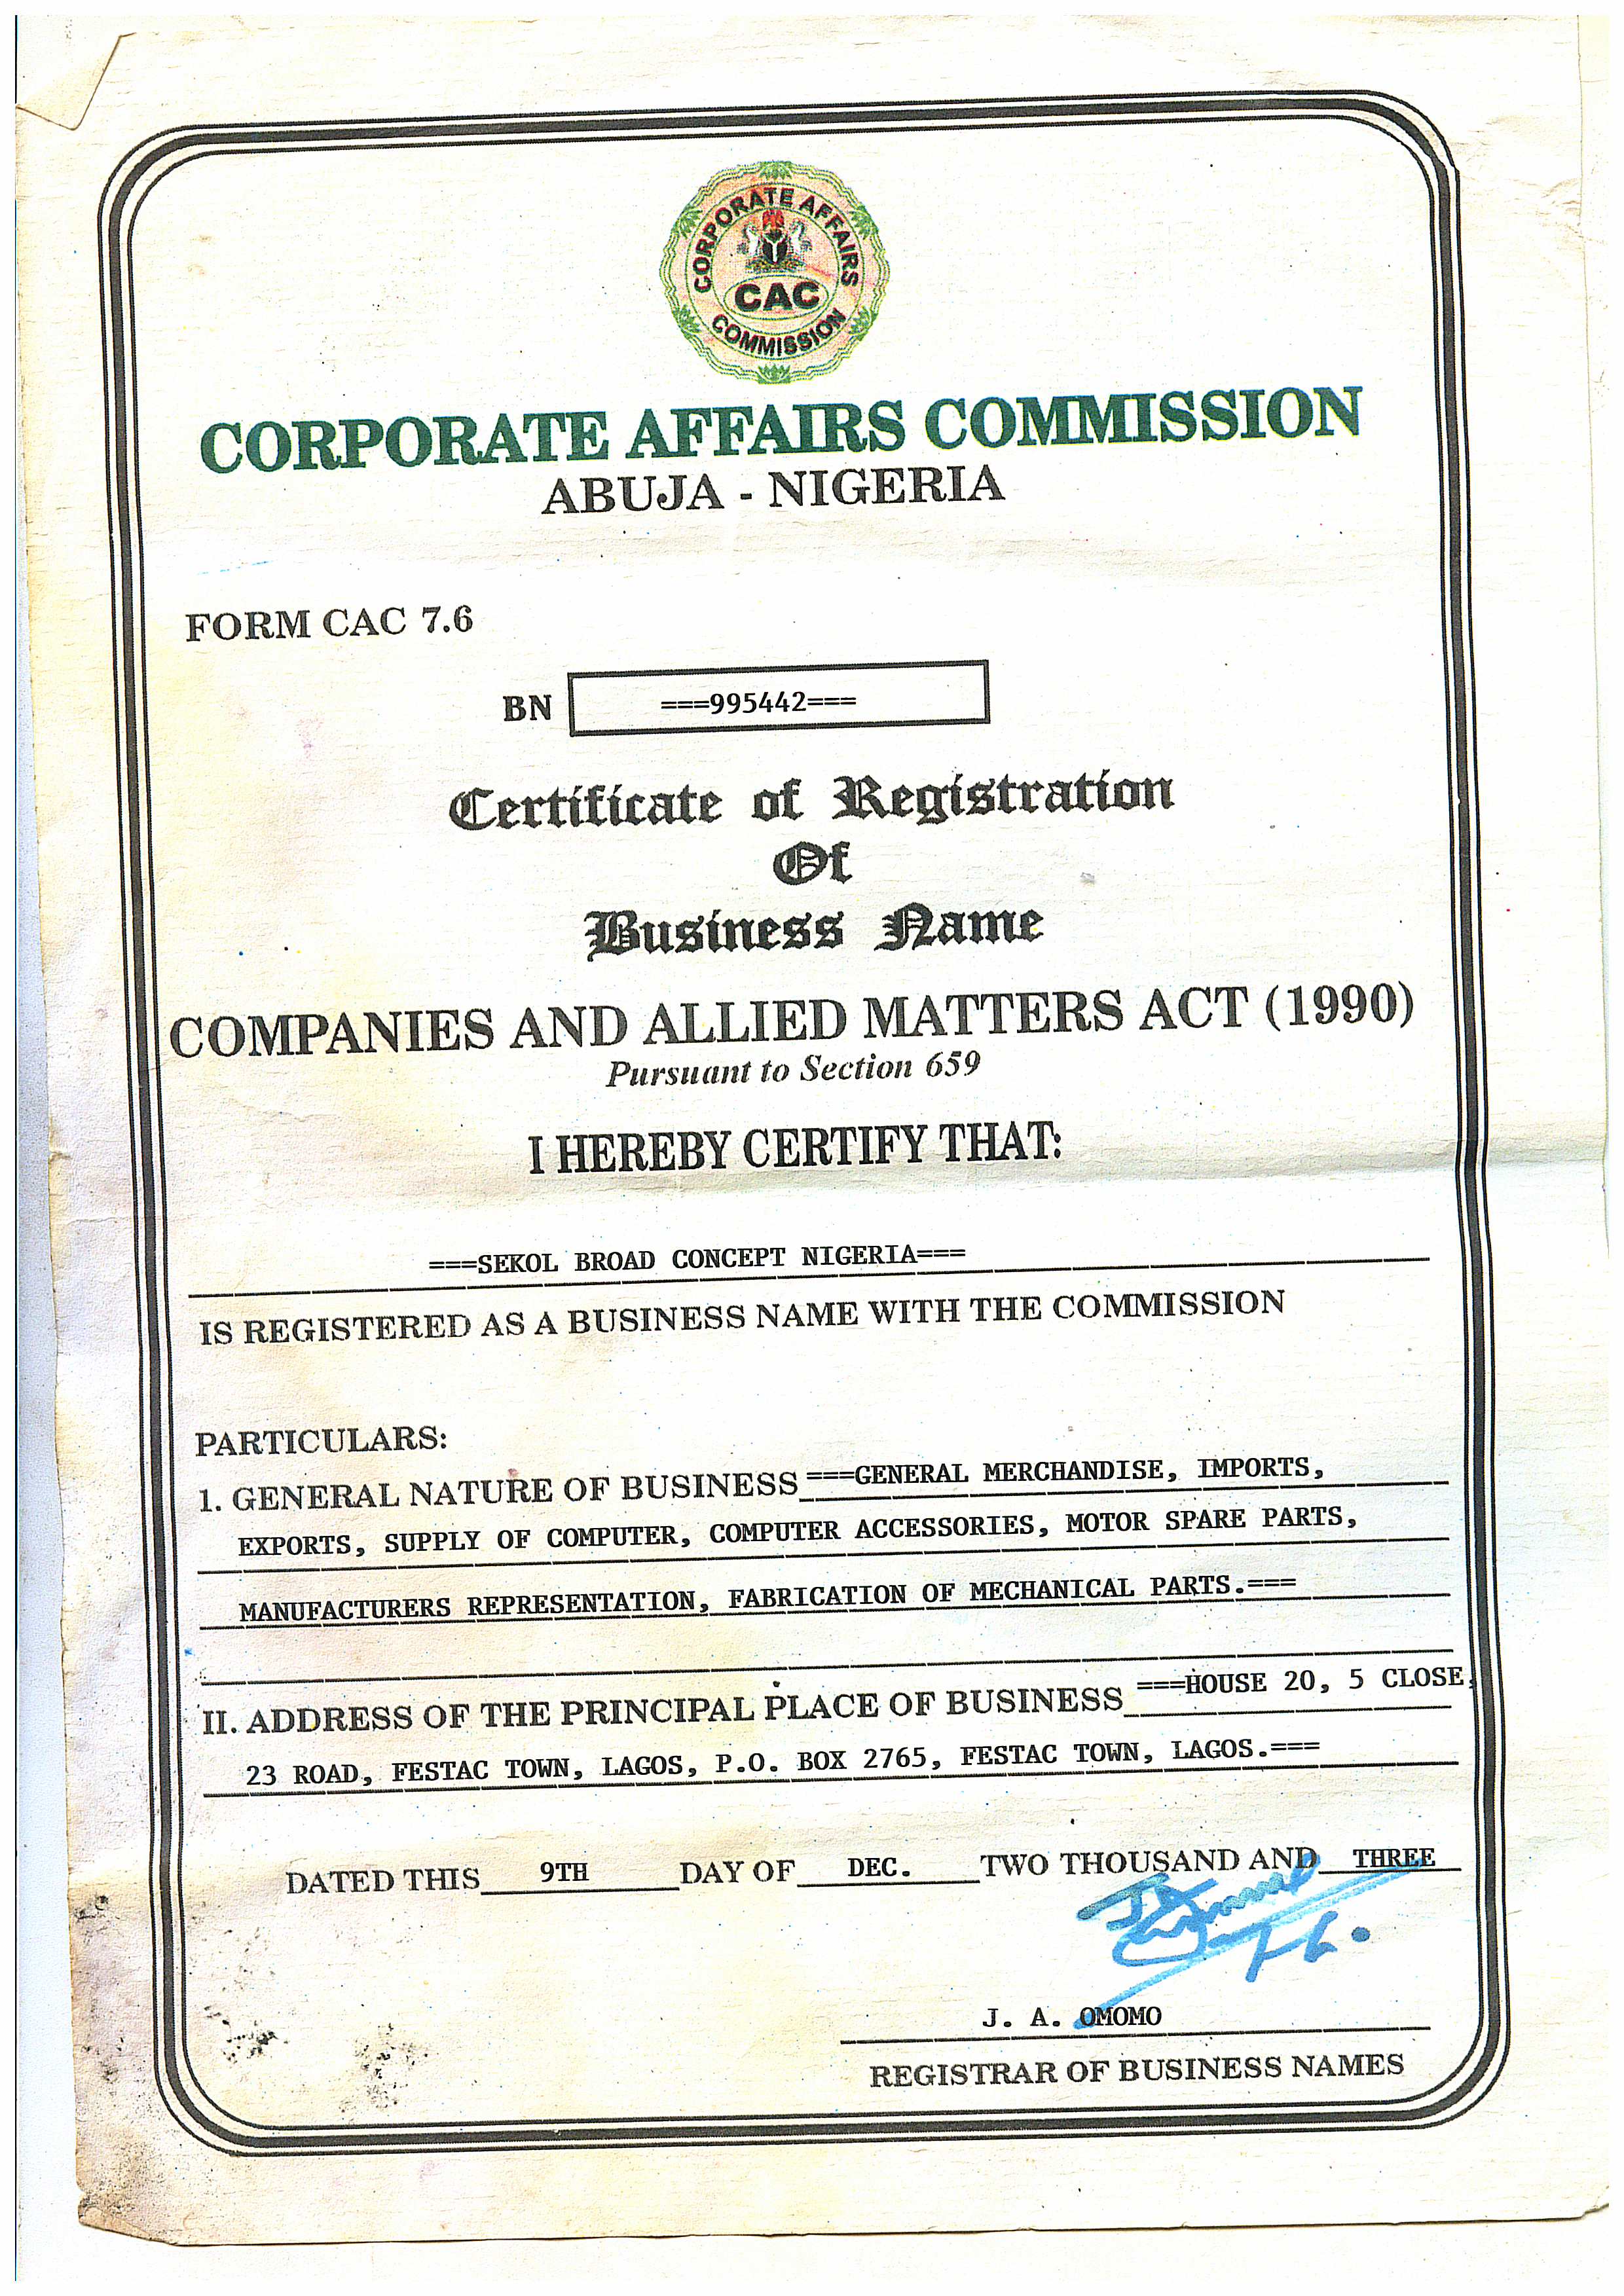 CORPORATE AFFAIRS
CAC
COMMISSION
CORPORATE AFFAIRS COMMISSION
ABUJA - NIGERIA
FORM CAC 7.6
BN ===995442===
Certificate of Registration
Of
Business Name
COMPANIES AND ALLIED MATTERS ACT (1990)
Pursuant to Section 659
I HEREBY CERTIFY THAT:
===SEKOL BROAD CONCEPT NIGERIA===
IS REGISTERED AS A BUSINESS NAME WITH THE COMMISSION
PARTICULARS:
1. GENERAL NATURE OF BUSINESS ===GENERAL MERCHANDISE, IMPORTS,
EXPORTS, SUPPLY OF COMPUTER, COMPUTER ACCESSORIES, MOTOR SPARE PARTS,
MANUFACTURERS REPRESENTATION, FABRICATION OF MECHANICAL PARTS.===
II. ADDRESS OF THE PRINCIPAL PLACE OF BUSINESS ===HOUSE 20, 5 CLOSE,
23 ROAD, FESTAC TOWN, LAGOS, P.O. BOX 2765, FESTAC TOWN, LAGOS.===
DATED THIS 9TH DAY OF DEC. TWO THOUSAND AND THREE
J. A. OMOMO
REGISTRAR OF BUSINESS NAMES